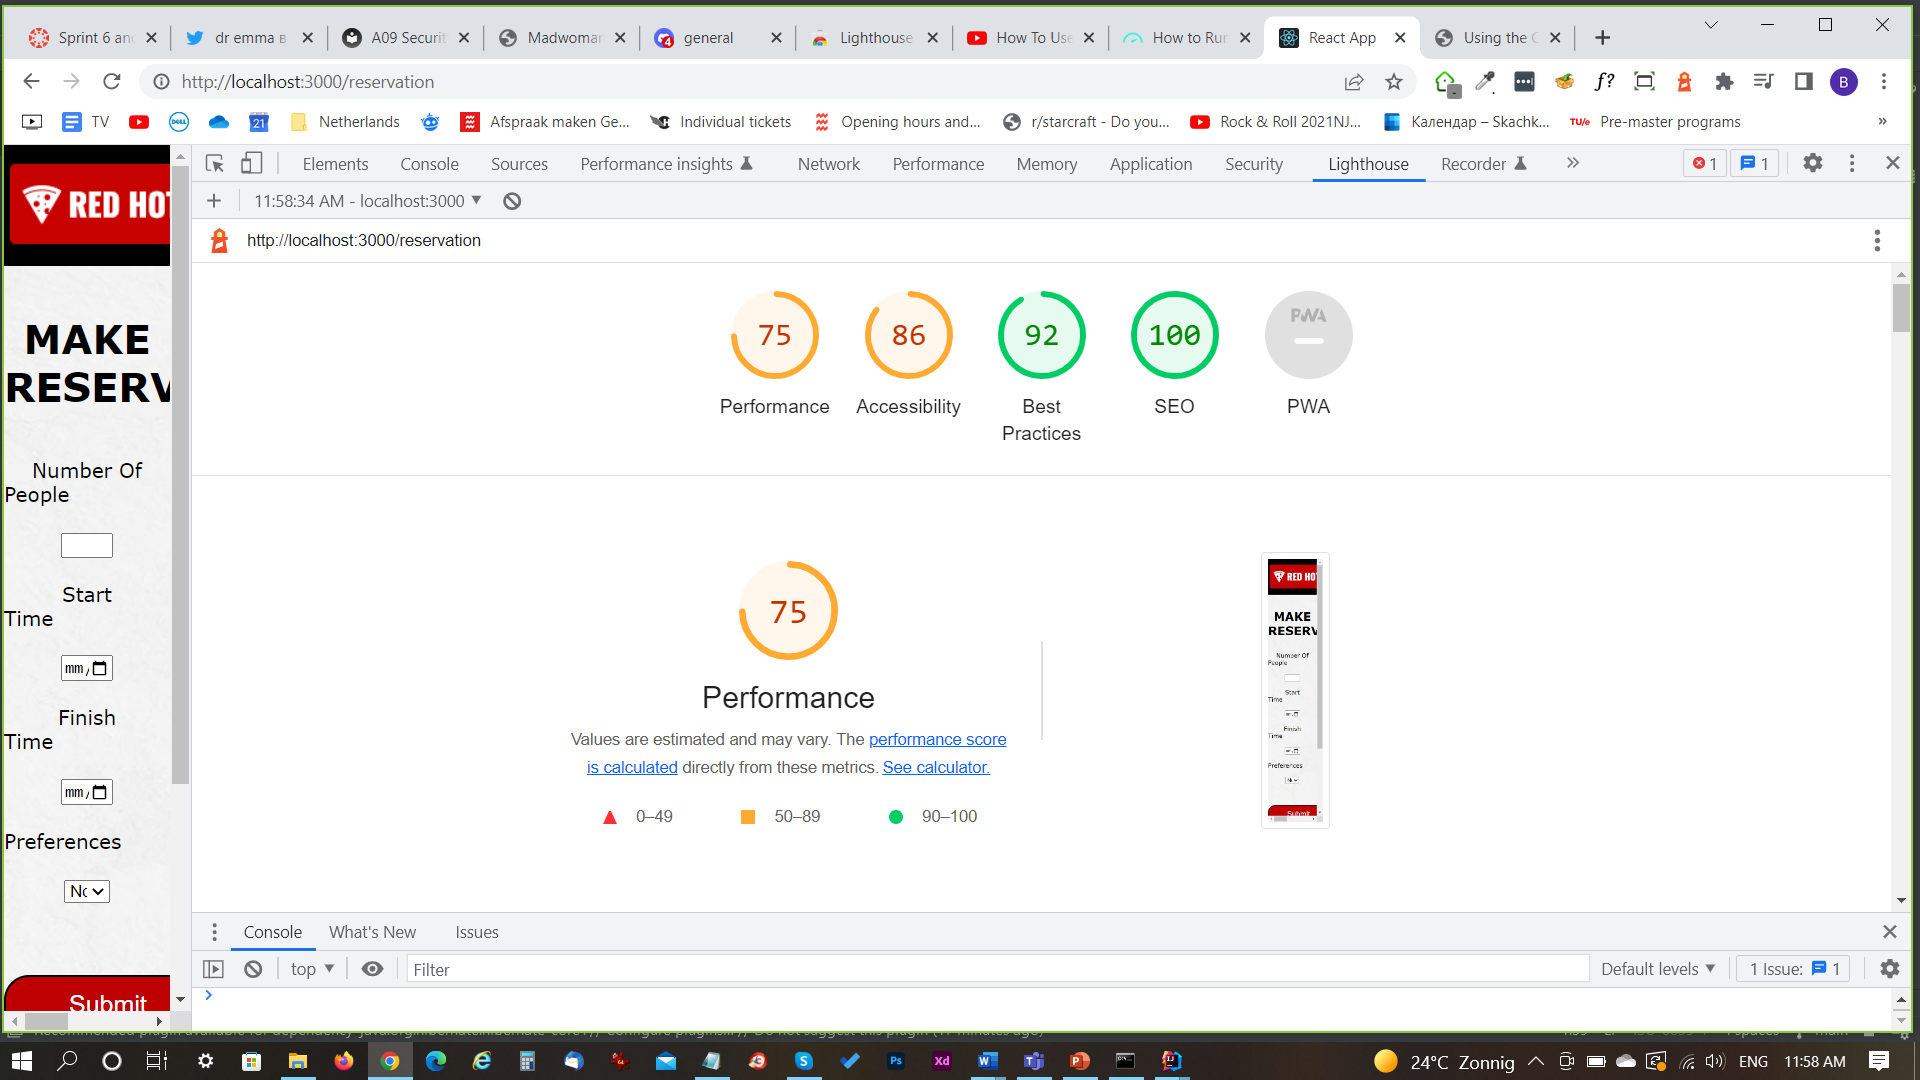 Sprint 6 an
dr emma в
A09 Securit
Madwoman
general
Lighthouse
How To Use
How to Run
React App
Using the C
http://localhost:3000/reservation
f?
B
TV
DELL
21
Netherlands
Afspraak maken Ge...
Individual tickets
Opening hours and...
r/starcraft - Do you...
Rock & Roll 2021NJ...
Календар – Skachk...
TU/e
Pre-master programs
»
Elements
Console
Sources
Performance insights
Network
Performance
Memory
Application
Security
Lighthouse
Recorder
1
1
11:58:34 AM - localhost:3000
http://localhost:3000/reservation
RED HOT
MAKE
RESERV
Number Of
People
Start
Time
mm/
Finish
Time
mm/
Preferences
No
Submit
75
Performance
86
Accessibility
92
Best
Practices
100
SEO
PWA
PWA
75
Performance
Values are estimated and may vary. The performance score
is calculated directly from these metrics. See calculator.
0–49
50–89
90–100
RED HO
MAKE
RESERV
Number Of
People
Start
Time
Finish
Time
Preferences
Submit
Console
What's New
Issues
top
Filter
Default levels
1 Issue:
1
24°C Zonnig
ENG
11:58 AM